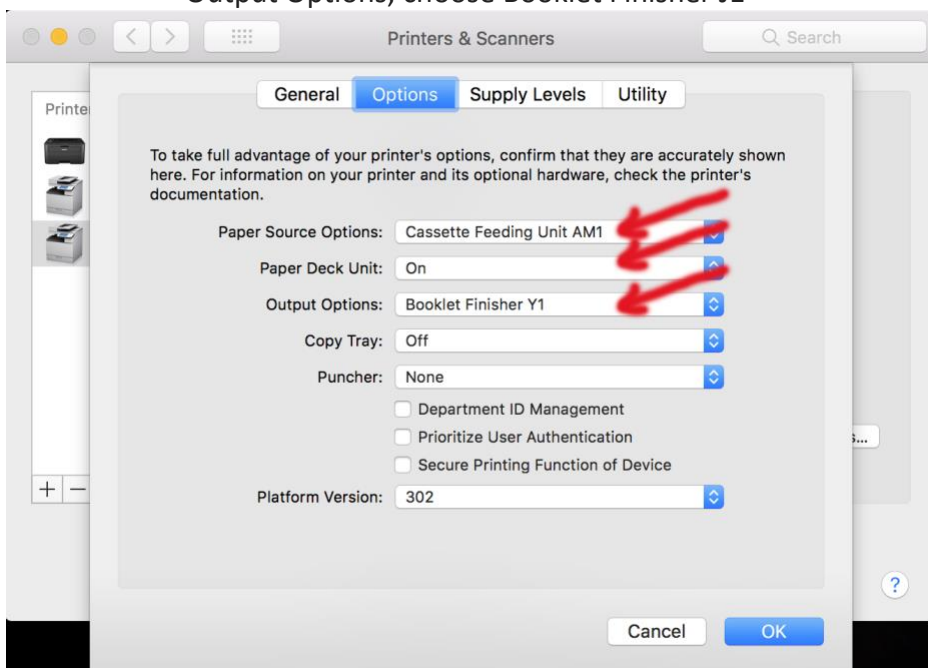 Printers & Scanners
Search
Printe
General Options Supply Levels Utility
To take full advantage of your printer's options, confirm that they are accurately shown
here. For information on your printer and its optional hardware, check the printer's
documentation.
Paper Source Options: Cassette Feeding Unit AM1
Paper Deck Unit: On
Output Options: Booklet Finisher Y1
Copy Tray: Off
Puncher: None
Department ID Management
Prioritize User Authentication
Secure Printing Function of Device
s...
+ −
Platform Version: 302
?
Cancel OK